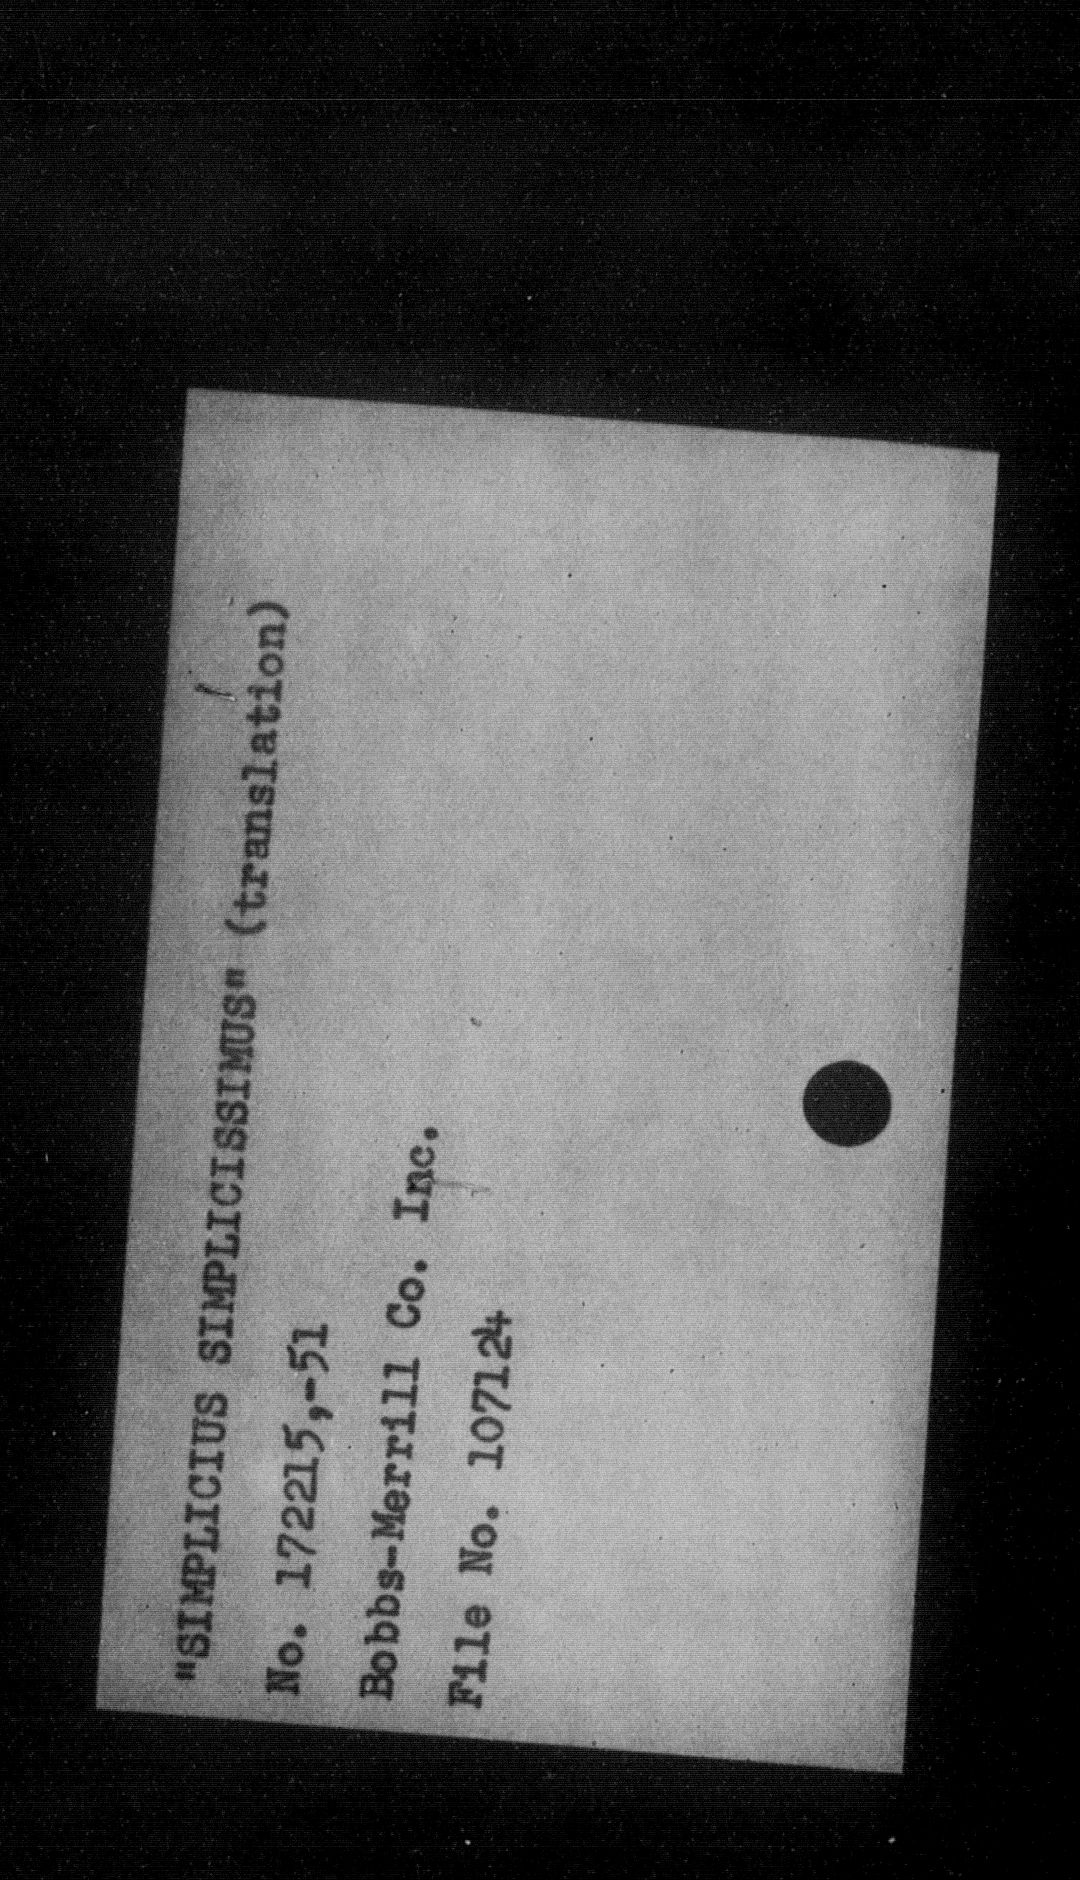 "SIMPLICIUS SIMPLICISSIMUS" (translation)
No. 172215,-51
Bobbs-Merrill Co. Inc.
File No. 107124